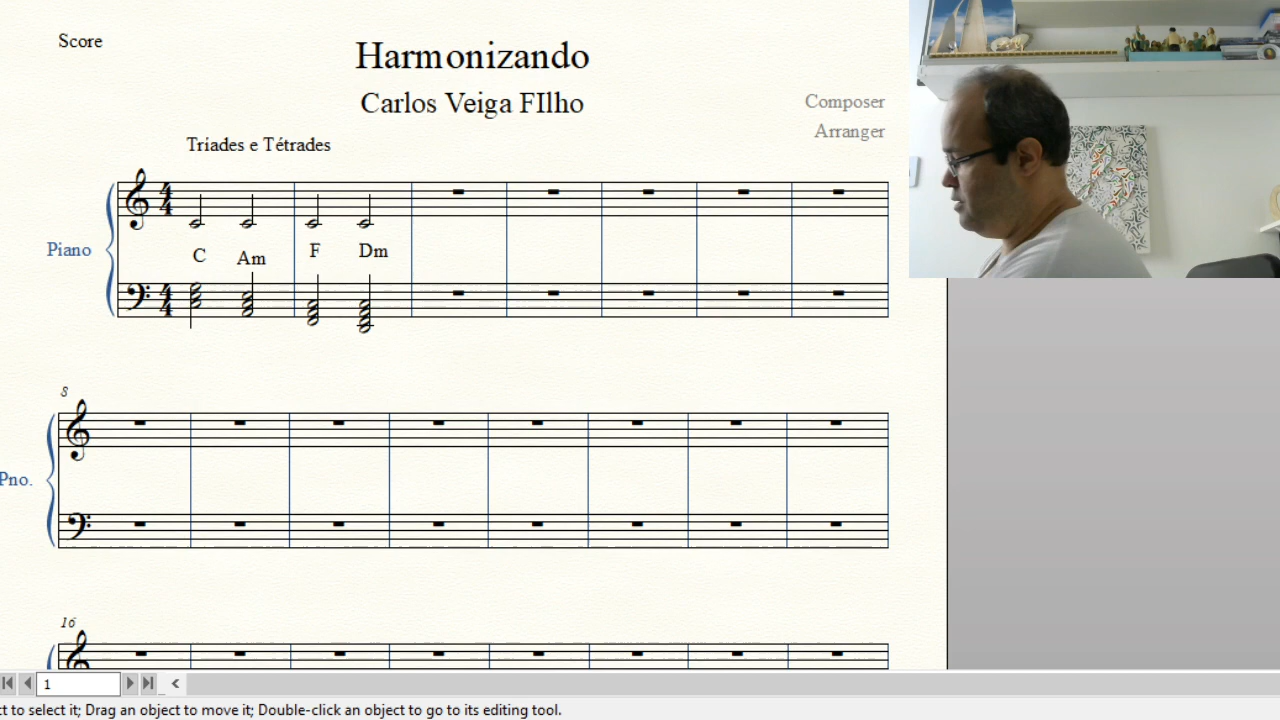 Score
Harmonizando
Carlos Veiga FIlho
Composer
Arranger
Tríades e Tétrades
Piano
C Am F Dm
8
Pno.
16
1
ct to select it; Drag an object to move it; Double-click an object to go to its editing tool.